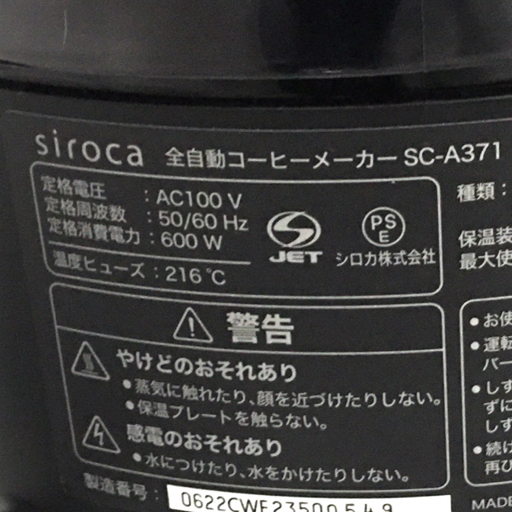 siroca 全自動コーヒーメーカー SC-A371
定格電圧 : AC100 V
定格周波数 : 50/60 Hz
定格消費電力 : 600 W
温度ヒューズ : 216℃
JET
PS
E
シロカ株式会社
種類:
保温装
最大使
警告
やけどのおそれあり
•蒸気に触れたり、顔を近づけたりしない。
•保温プレートを触らない。
感電のおそれあり
•水につけたり、水をかけたりしない。
製造番号:
•お使
•運転
バー
•しす
ずに
しす
•続け
再び
MADE